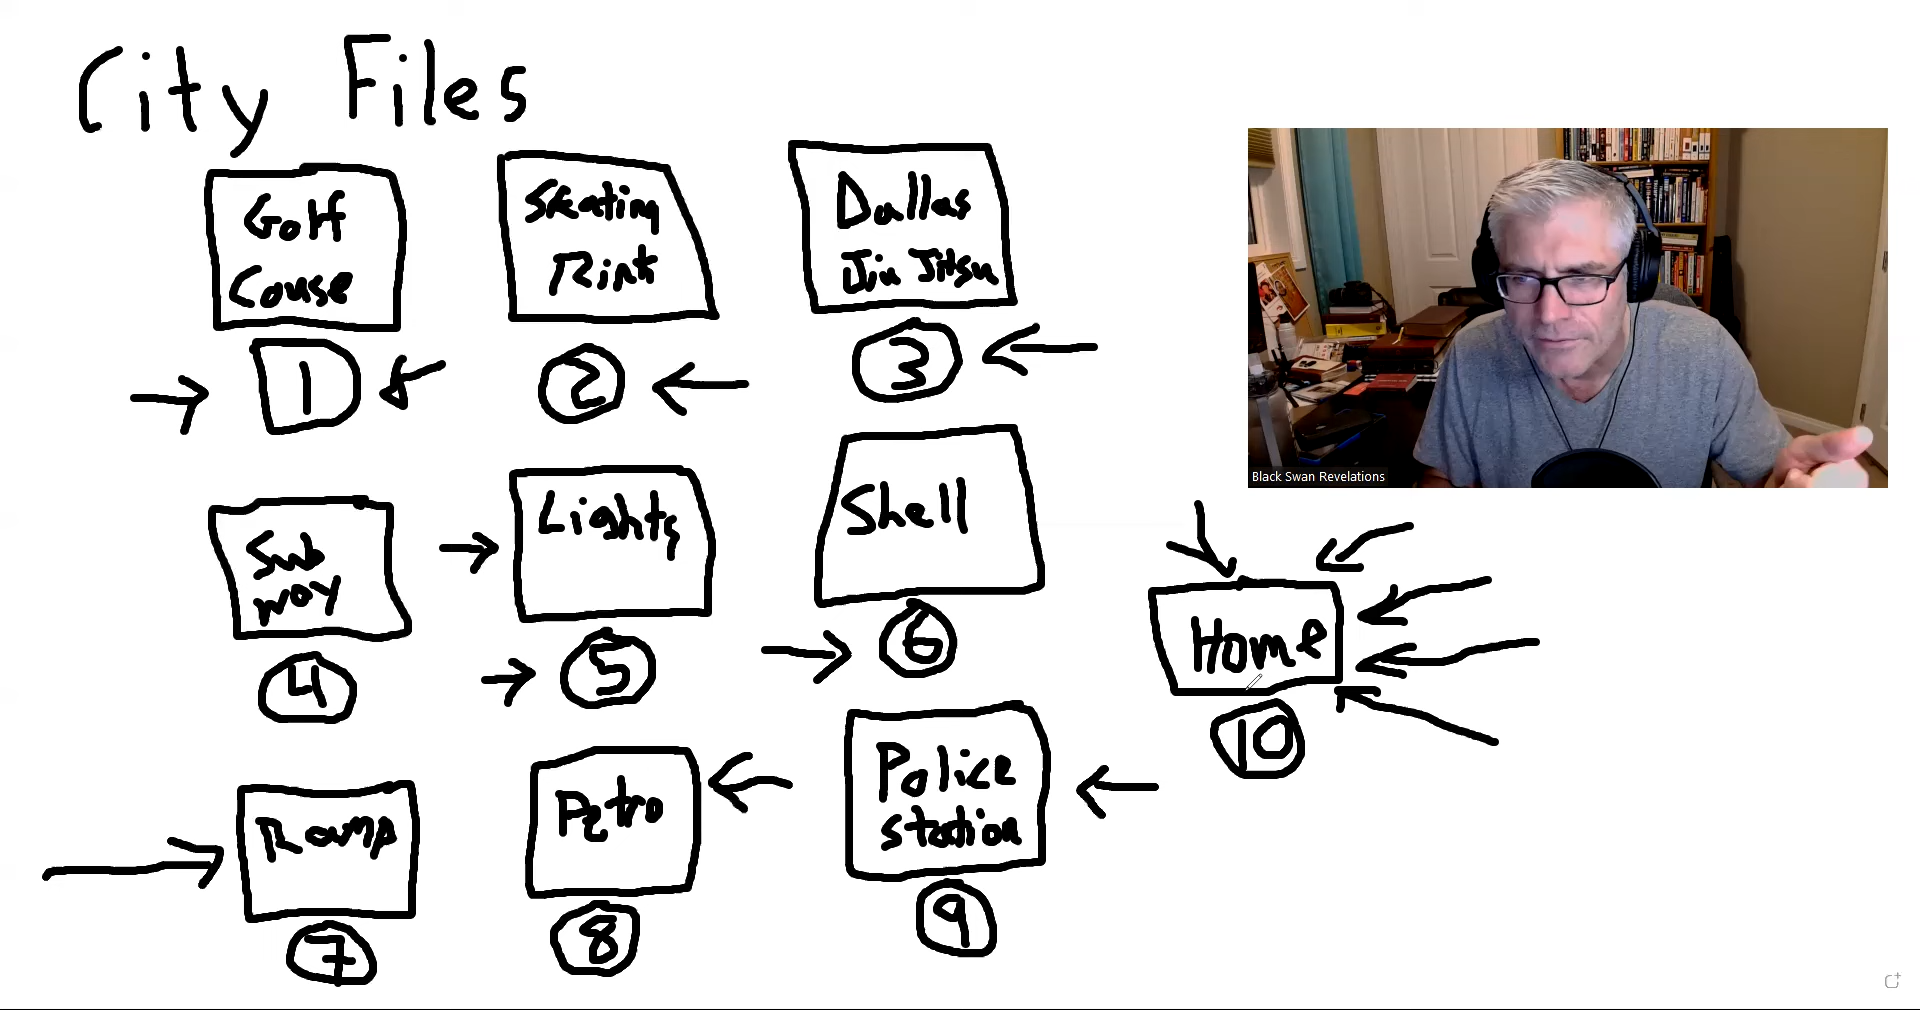 City Files
Golf
Couse
1
Skating
Rink
2
Dallas
Jiu Jitsu
3
Sub
way
4
Lights
5
Shell
6
Home
10
Ramp
7
Petro
8
Police
station
9
Black Swan Revelations